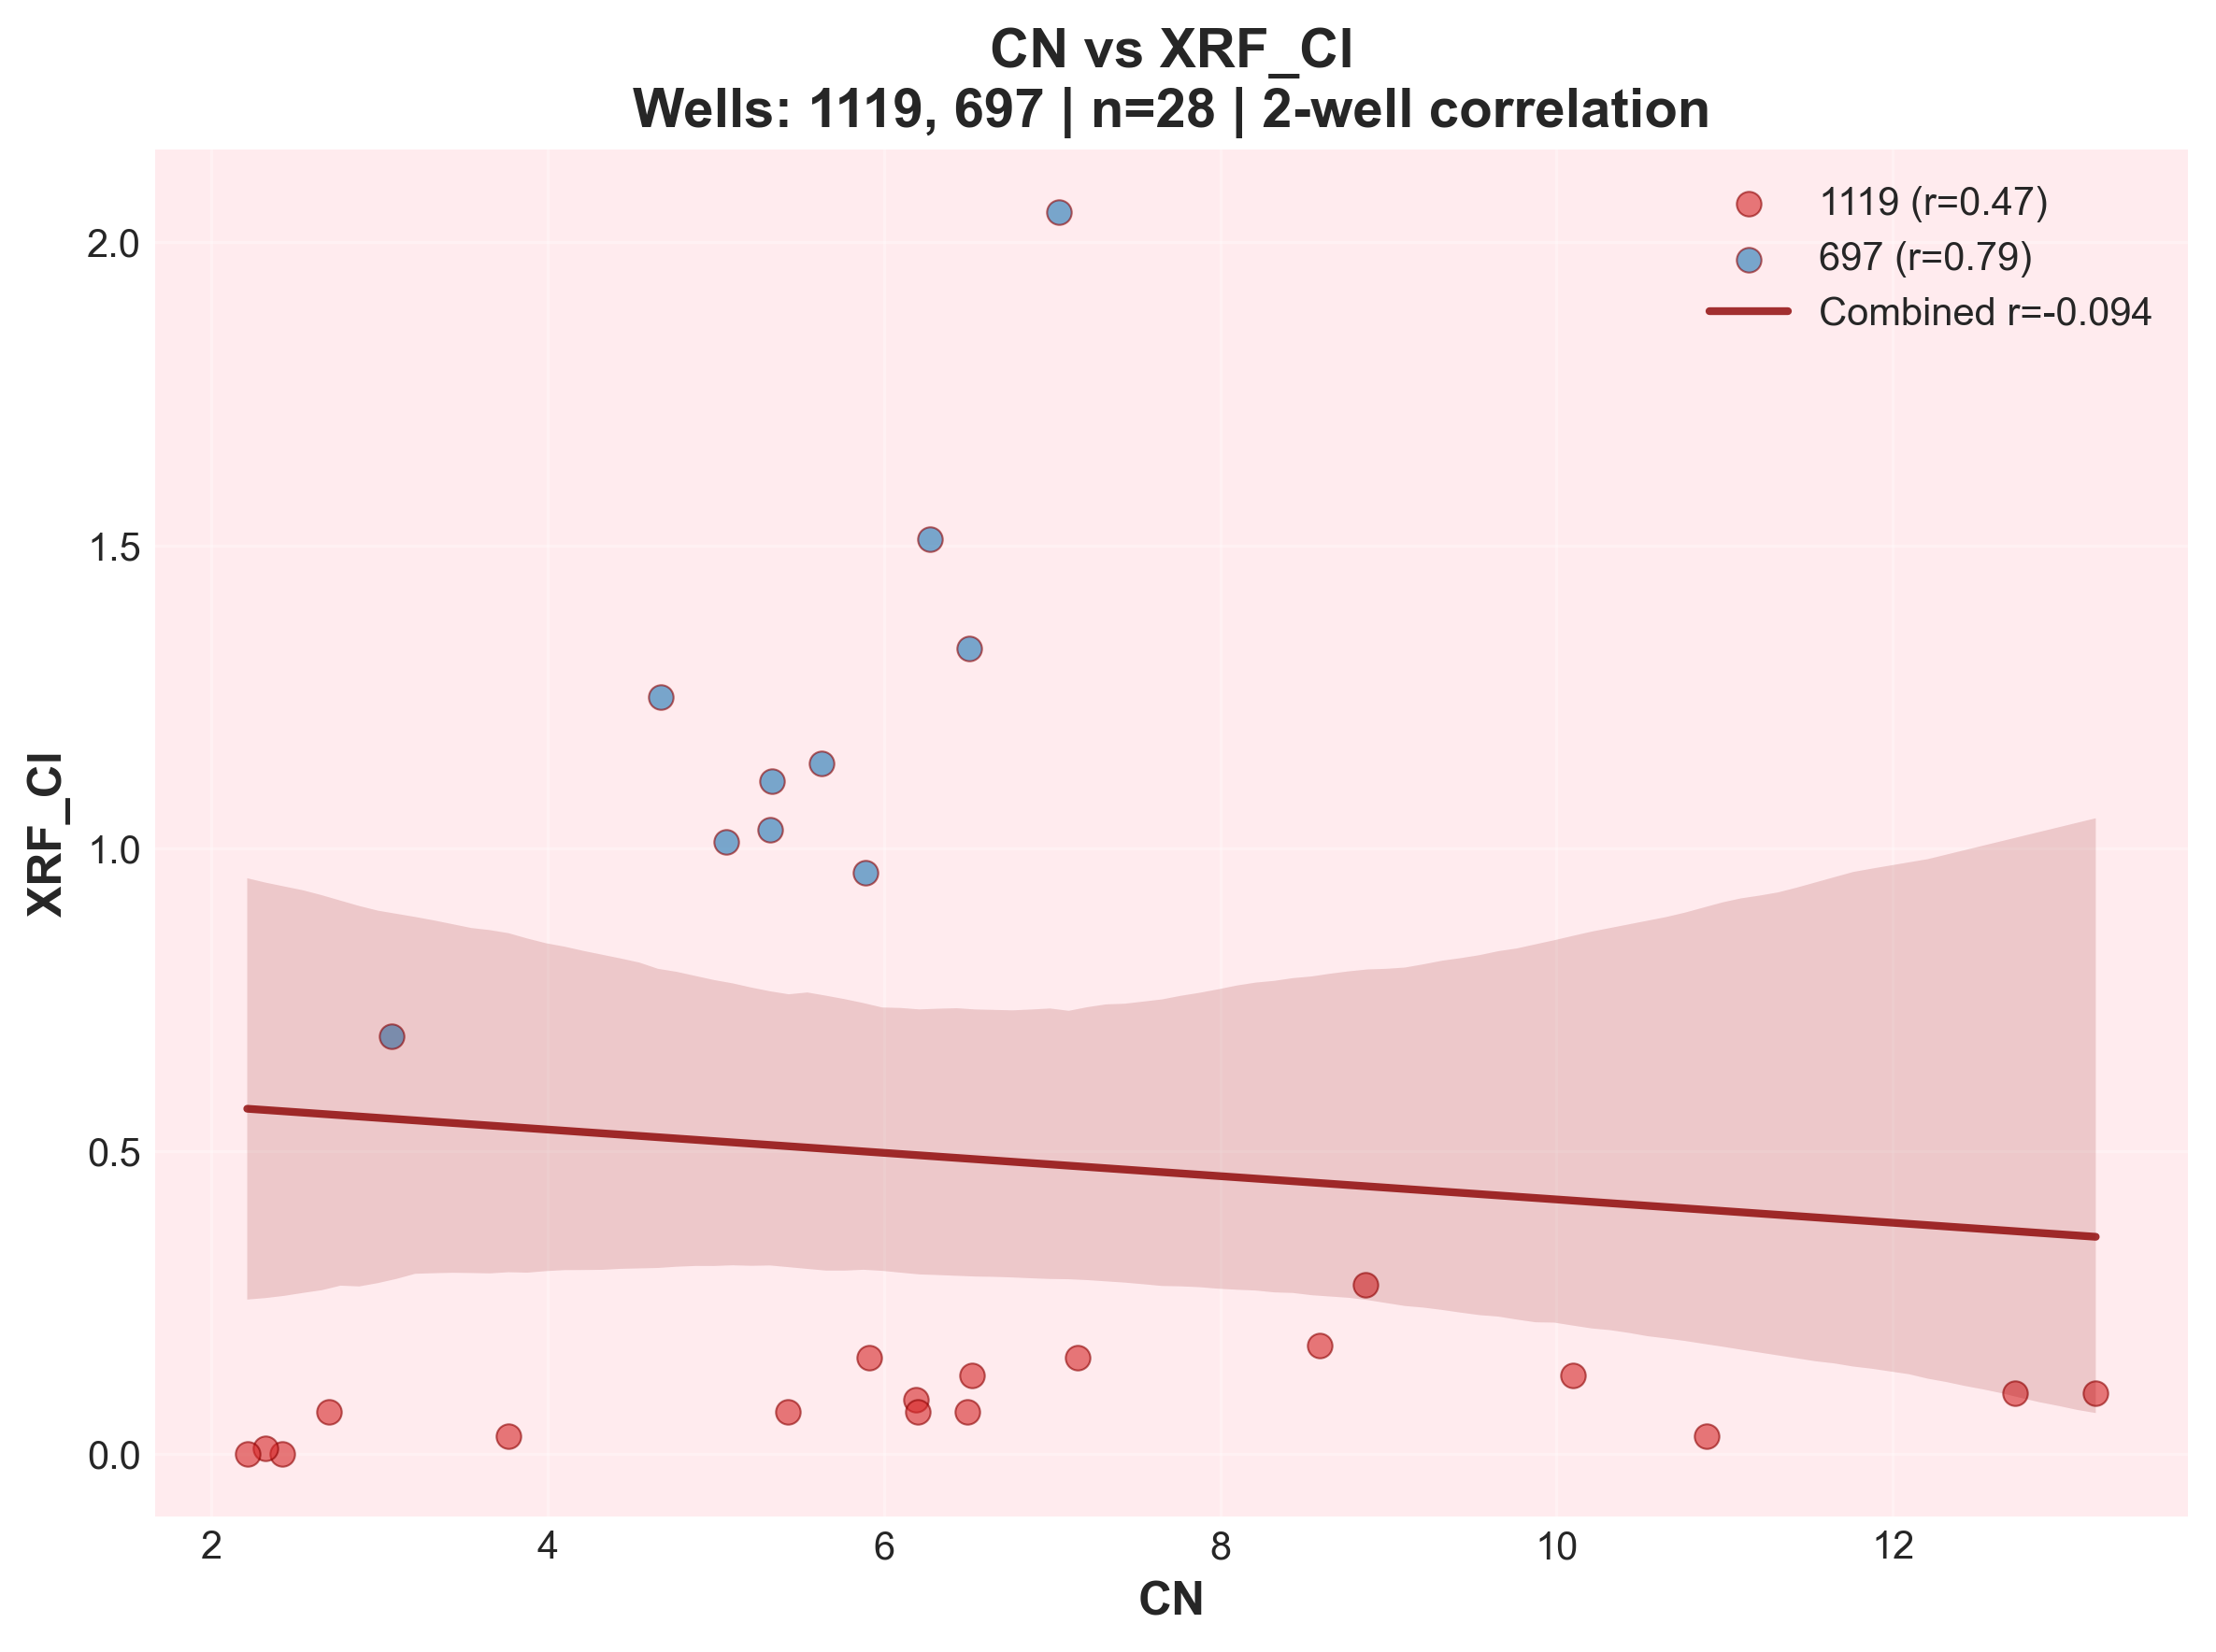 CN vs XRF_Cl
Wells: 1119, 697 | n=28 | 2-well correlation
1119 (r=0.47)
697 (r=0.79)
Combined r=-0.094
2.0
1.5
1.0
0.5
0.0
XRF_Cl
2 4 6 8 10 12
CN